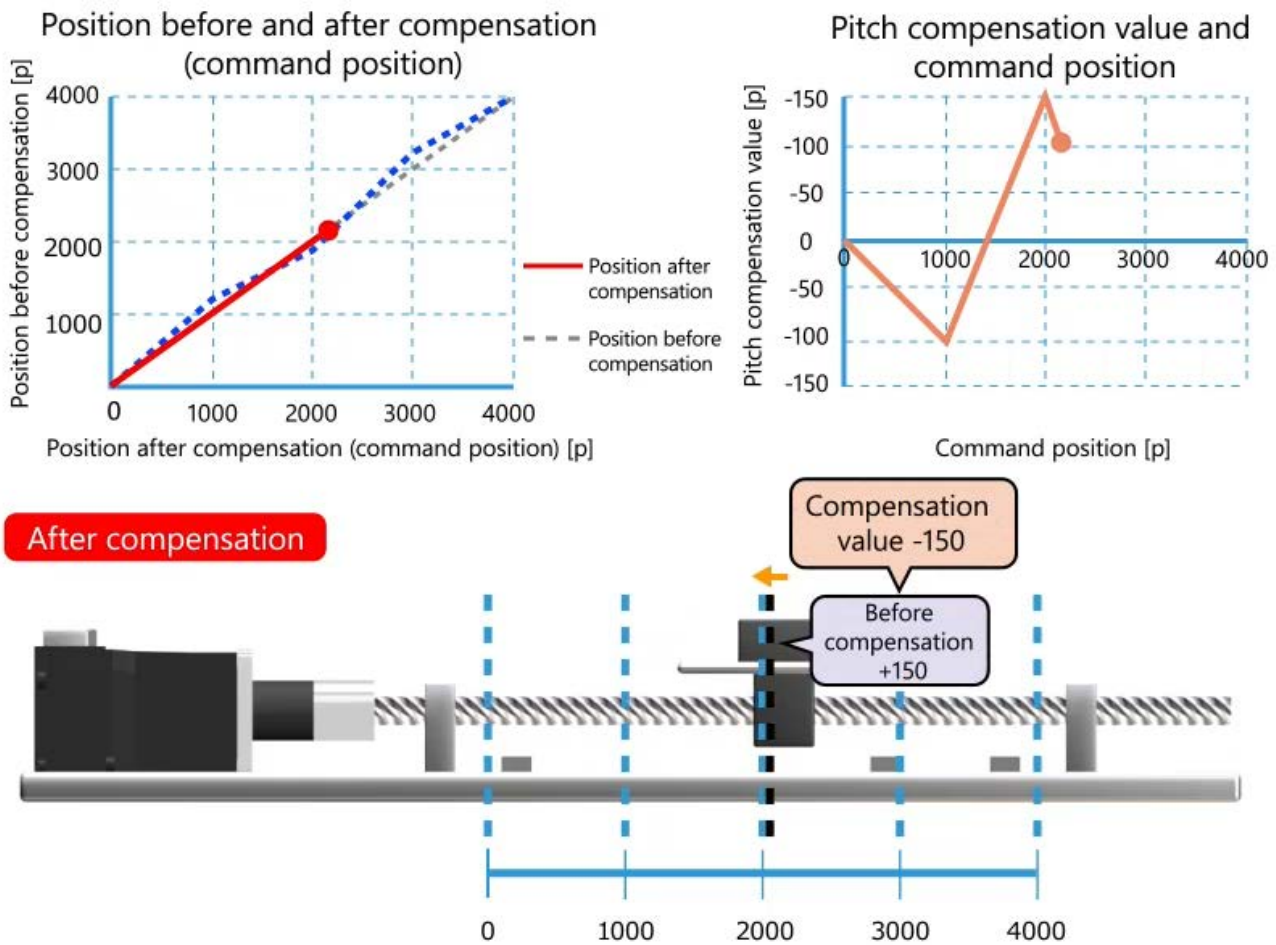 Position before and after compensation
(command position)
Position before compensation [p]
4000
3000
2000
1000
0
1000
2000
3000
4000
Position after compensation (command position) [p]
Position after
compensation
Position before
compensation
Pitch compensation value and
command position
Pitch compensation value [p]
-150
-100
-50
0
-50
-100
-150
0
1000
2000
3000
4000
Command position [p]
After compensation
Compensation
value -150
Before
compensation
+150
0
1000
2000
3000
4000